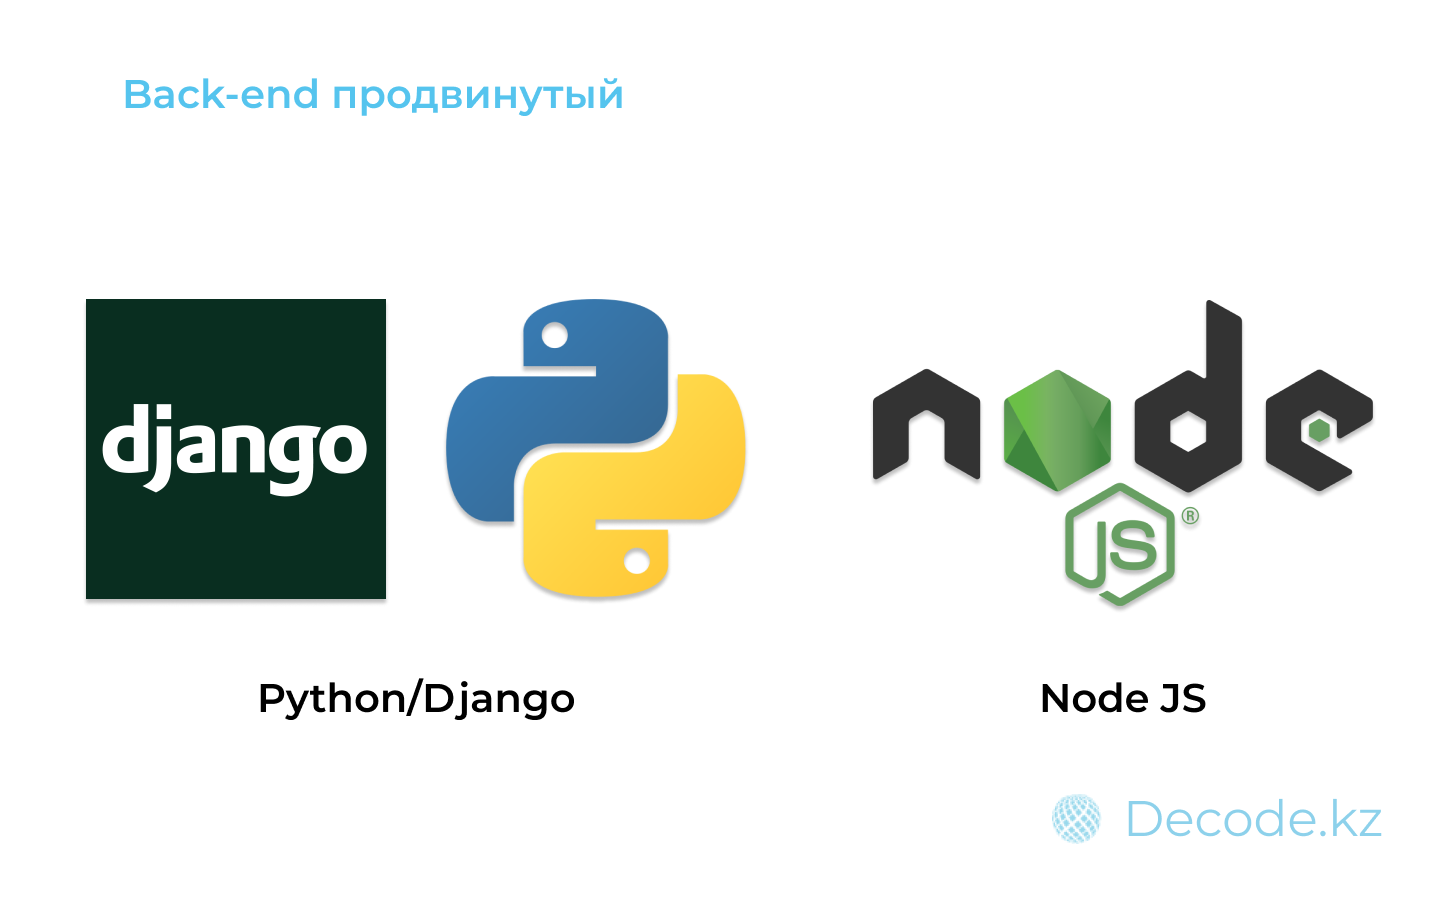 Back-end продвинутый
django
node
JS ®
Python/Django
Node JS
Decode.kz